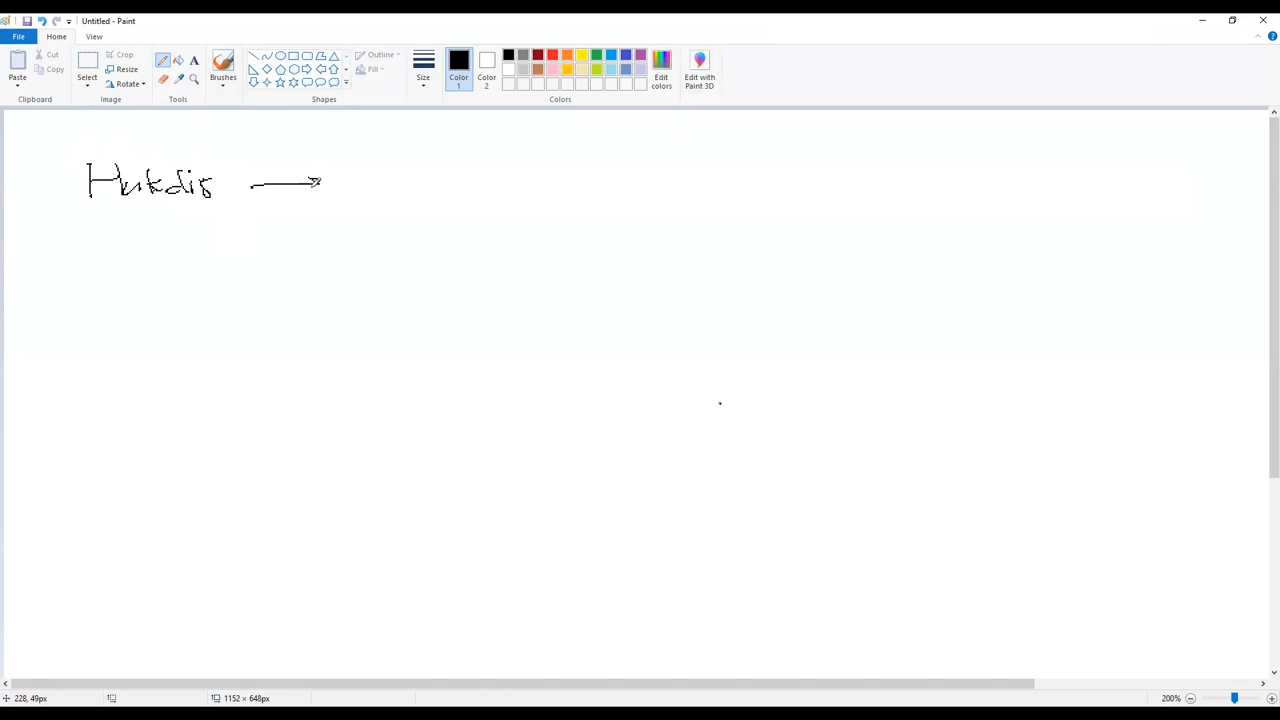 Untitled - Paint
File Home View
Cut
Copy
Paste
Clipboard
Select
Crop
Resize
Rotate
Image
Tools
A
Brushes
Shapes
Outline
Fill
Size
Color 1
Color 2
Colors
Edit colors
Edit with Paint 3D
→
228, 49px
1152 × 648px
200%